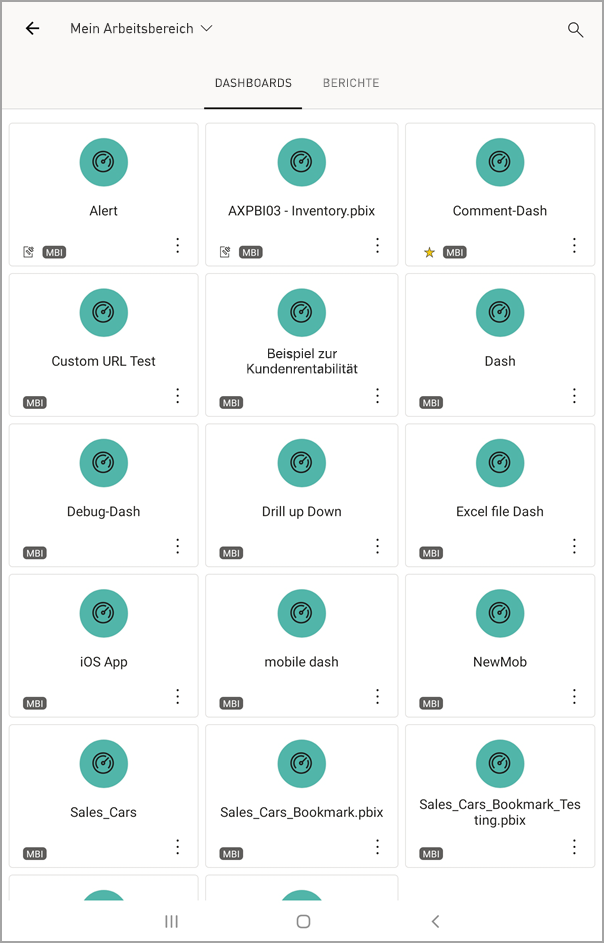 Mein Arbeitsbereich
DASHBOARDS BERICHTE
Alert
MBI
AXPBI03 - Inventory.pbix
MBI
Comment-Dash
MBI
Custom URL Test
MBI
Beispiel zur
Kundenrentabilität
MBI
Dash
MBI
Debug-Dash
MBI
Drill up Down
MBI
Excel file Dash
MBI
iOS App
MBI
mobile dash
MBI
NewMob
MBI
Sales_Cars
MBI
Sales_Cars_Bookmark.pbix
MBI
Sales_Cars_Bookmark_Tes
ting.pbix
MBI